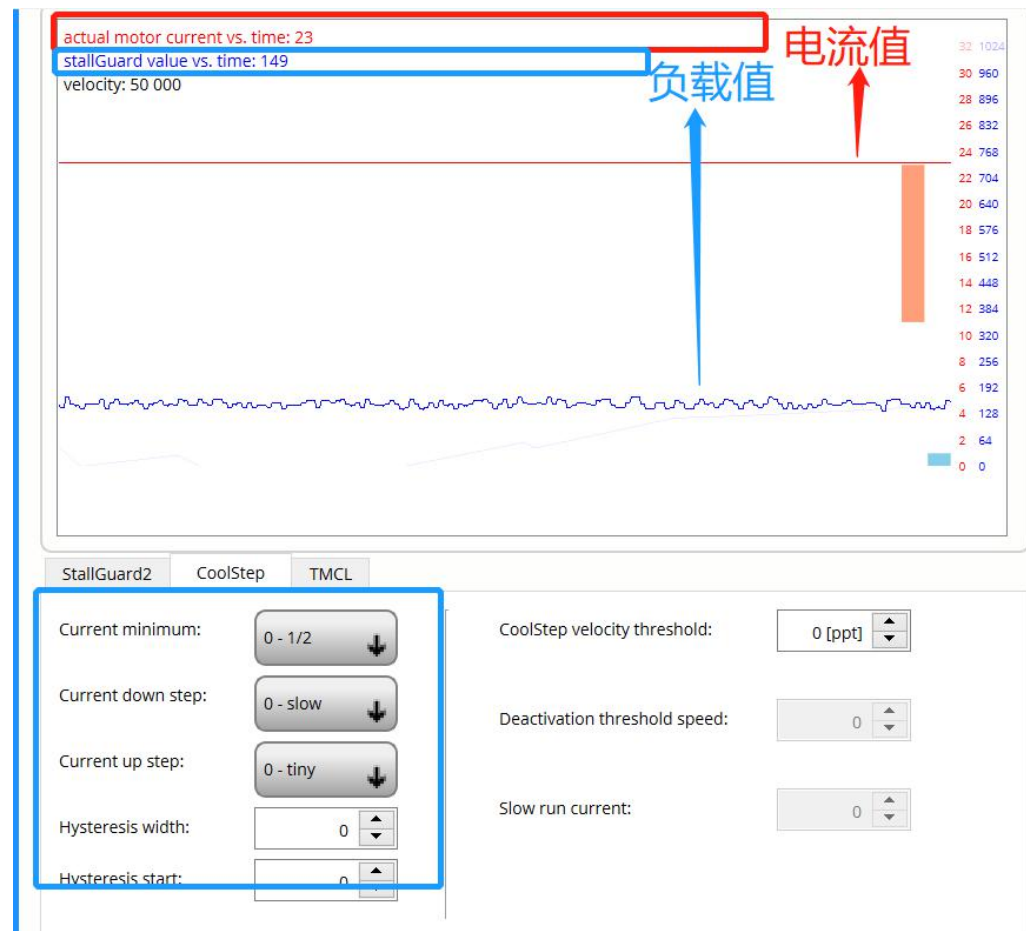 actual motor current vs. time: 23
stallGuard value vs. time: 149
velocity: 50 000
电流值
负载值
32 1024
30 960
28 896
26 832
24 768
22 704
20 640
18 576
16 512
14 448
12 384
10 320
8 256
6 192
4 128
2 64
0 0
StallGuard2 CoolStep TMCL
Current minimum: 0 - 1/2
Current down step: 0 - slow
Current up step: 0 - tiny
Hysteresis width: 0
Hysteresis start: 0
CoolStep velocity threshold: 0 [ppt]
Deactivation threshold speed: 0
Slow run current: 0